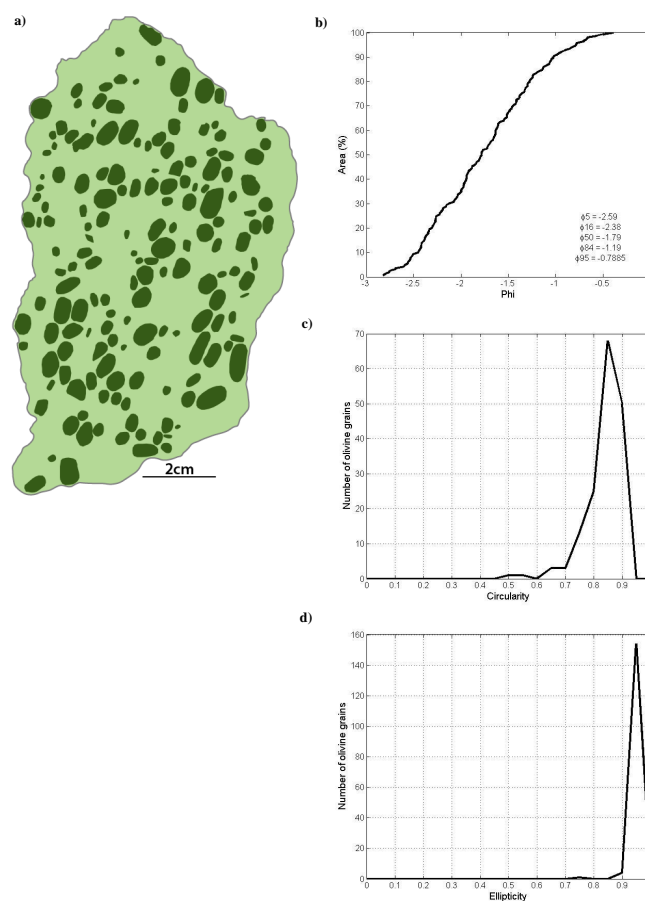 a)
2cm
b)
100
90
80
70
60
50
40
30
20
10
0
Area (%)
-3 -2.5 -2 -1.5 -1 -0.5
Phi
ϕ5 = -2.59
ϕ16 = -2.38
ϕ50 = -1.79
ϕ84 = -1.19
ϕ95 = -0.7885
c)
70
60
50
40
30
20
10
0
Number of olivine grains
0 0.1 0.2 0.3 0.4 0.5 0.6 0.7 0.8 0.9
Circularity
d)
160
140
120
100
80
60
40
20
0
Number of olivine grains
0 0.1 0.2 0.3 0.4 0.5 0.6 0.7 0.8 0.9
Ellipticity